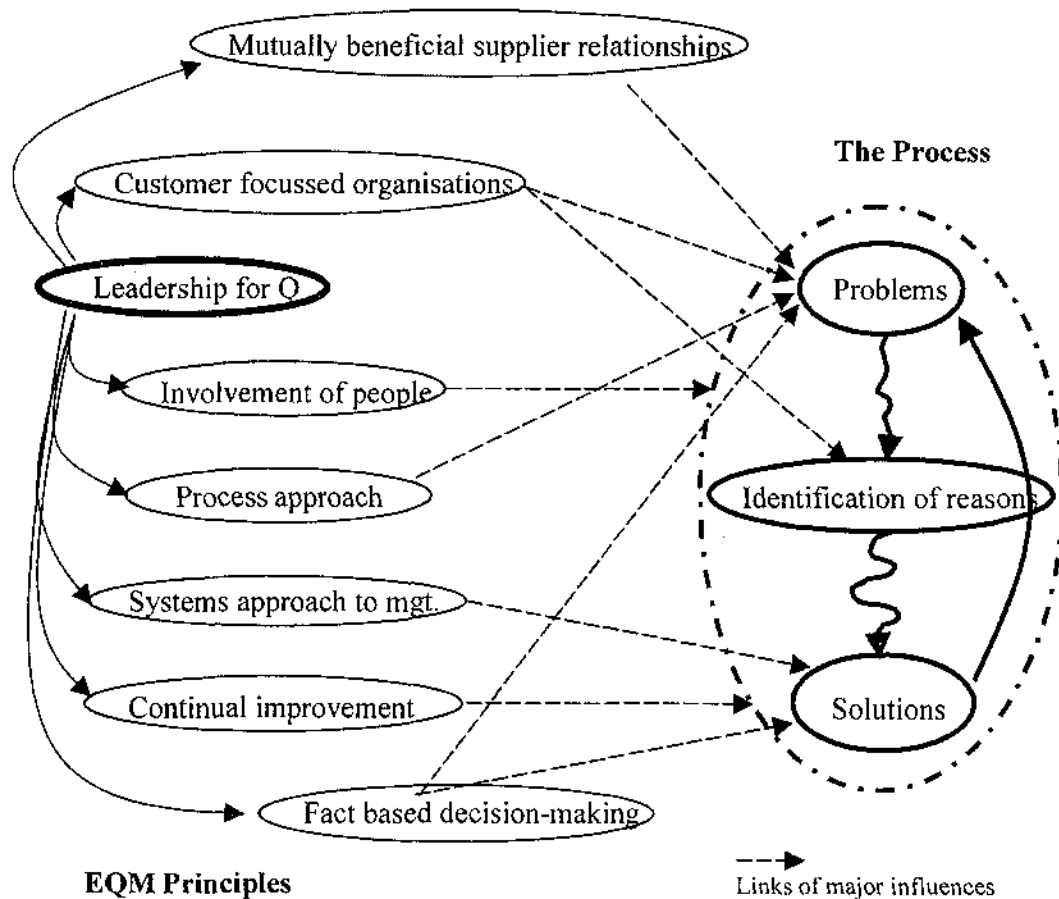 Mutually beneficial supplier relationships
The Process
Customer focussed organisations
Leadership for Q
Problems
Involvement of people
Process approach
Identification of reasons
Systems approach to mgt.
Continual improvement
Solutions
Fact based decision-making
EQM Principles
Links of major influences